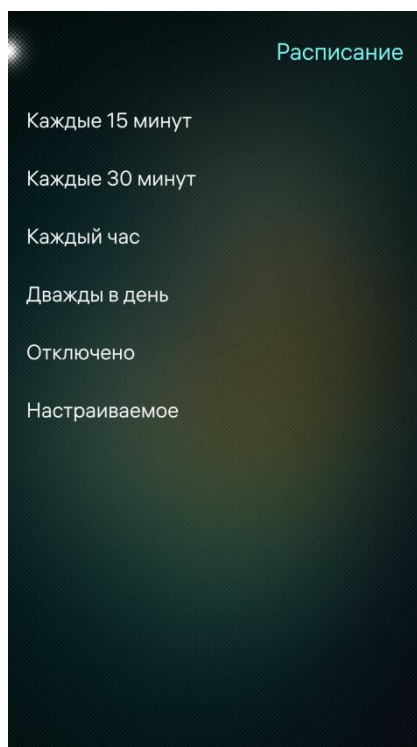 Расписание
Каждые 15 минут
Каждые 30 минут
Каждый час
Дважды в день
Отключено
Настраиваемое